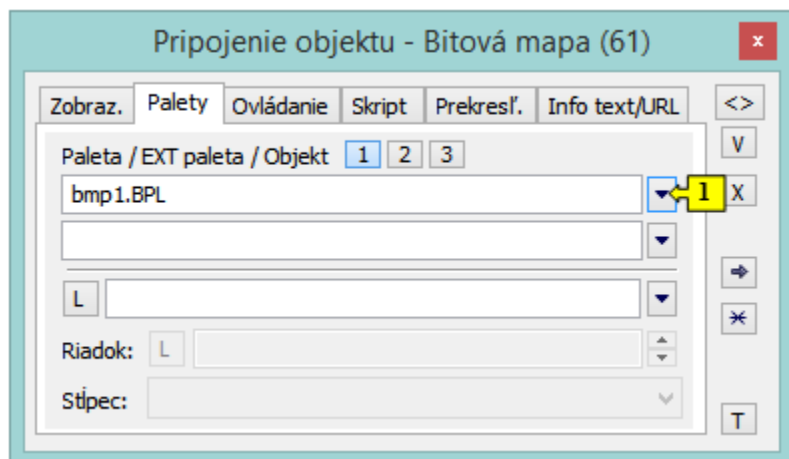 Pripojenie objektu - Bitová mapa (61) x
Zobraz. Palety Ovládanie Skript Prekresľ. Info text/URL <>
V
Paleta / EXT paleta / Objekt 1 2 3
bmp1.BPL 1 X
L
Riadok: L
Stĺpec:
T